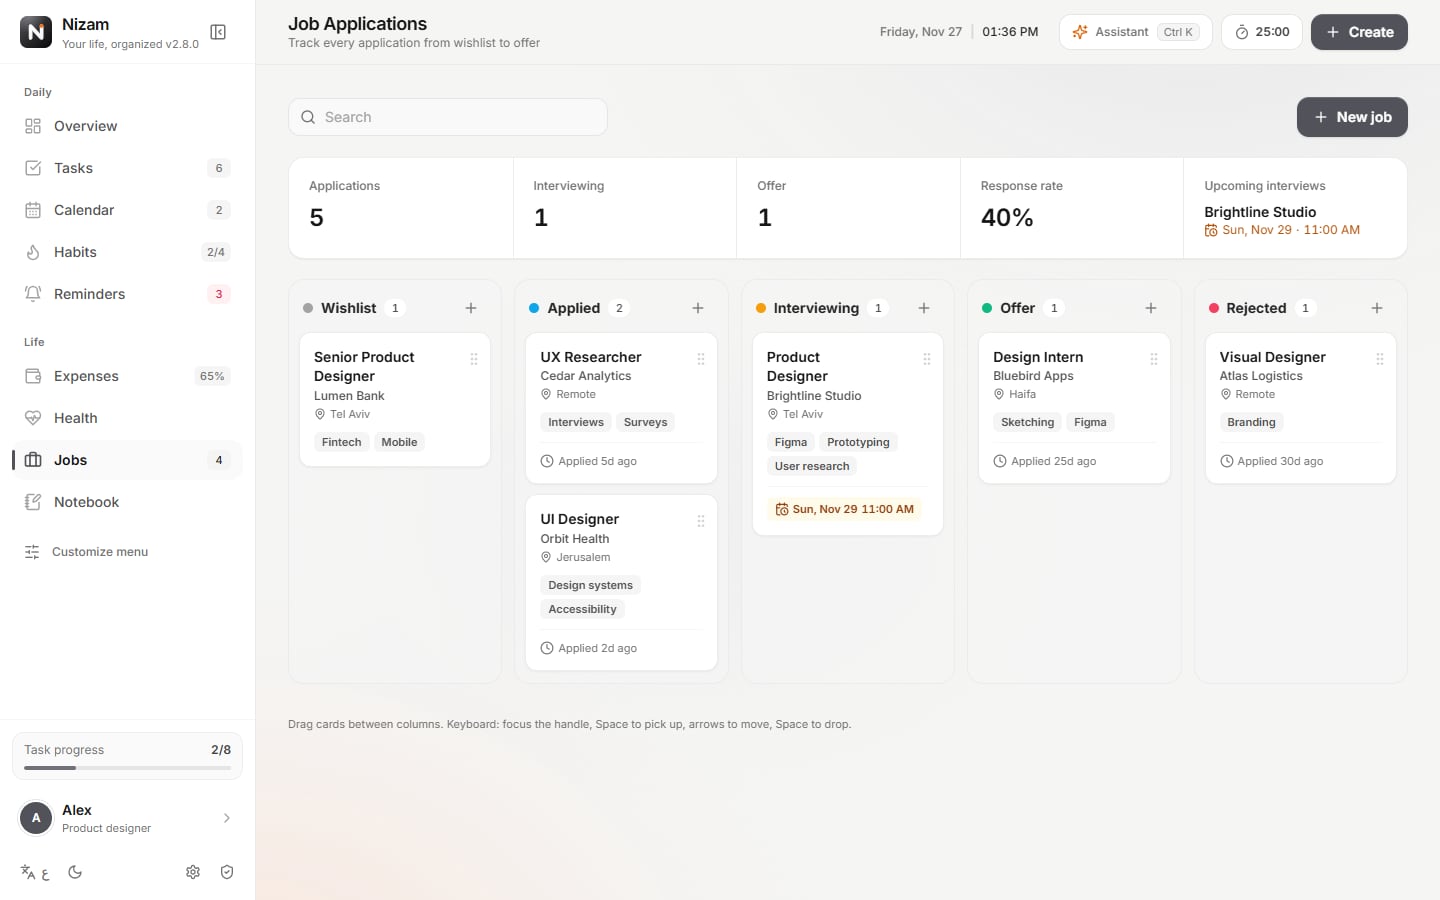 Nizam
Your life, organized v2.8.0
Daily
Overview
Tasks 6
Calendar 2
Habits 2/4
Reminders 3
Life
Expenses 65%
Health
Jobs 4
Notebook
Customize menu
Task progress 2/8
A
Alex
Product designer
ع
Job Applications
Track every application from wishlist to offer
Friday, Nov 27 | 01:36 PM
Assistant Ctrl K
25:00
+ Create
Search
+ New job
Applications
5
Interviewing
1
Offer
1
Response rate
40%
Upcoming interviews
Brightline Studio
Sun, Nov 29 · 11:00 AM
Wishlist 1
Senior Product
Designer
Lumen Bank
Tel Aviv
Fintech Mobile
Applied 2
UX Researcher
Cedar Analytics
Remote
Interviews Surveys
Applied 5d ago
UI Designer
Orbit Health
Jerusalem
Design systems
Accessibility
Applied 2d ago
Interviewing 1
Product
Designer
Brightline Studio
Tel Aviv
Figma Prototyping
User research
Sun, Nov 29 11:00 AM
Offer 1
Design Intern
Bluebird Apps
Haifa
Sketching Figma
Applied 25d ago
Rejected 1
Visual Designer
Atlas Logistics
Remote
Branding
Applied 30d ago
Drag cards between columns. Keyboard: focus the handle, Space to pick up, arrows to move, Space to drop.